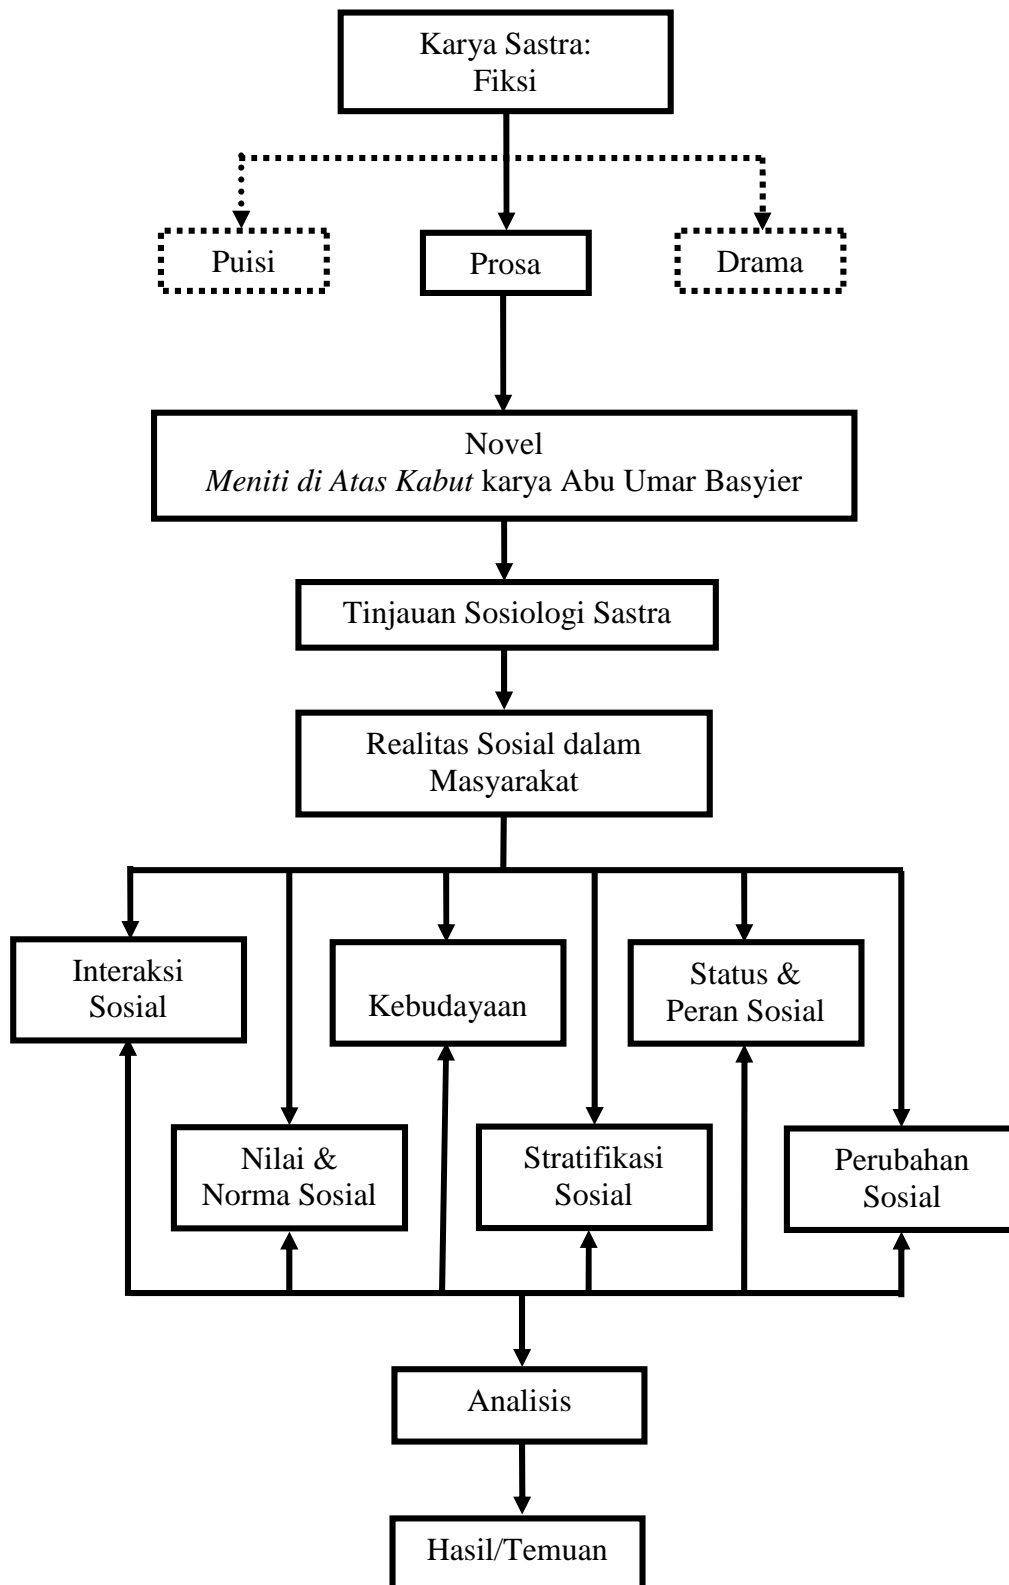 Karya Sastra:
Fiksi
Puisi
Prosa
Drama
Novel
Meniti di Atas Kabut karya Abu Umar Basyier
Tinjauan Sosiologi Sastra
Realitas Sosial dalam
Masyarakat
Interaksi
Sosial
Kebudayaan
Status &
Peran Sosial
Nilai &
Norma Sosial
Stratifikasi
Sosial
Perubahan
Sosial
Analisis
Hasil/Temuan